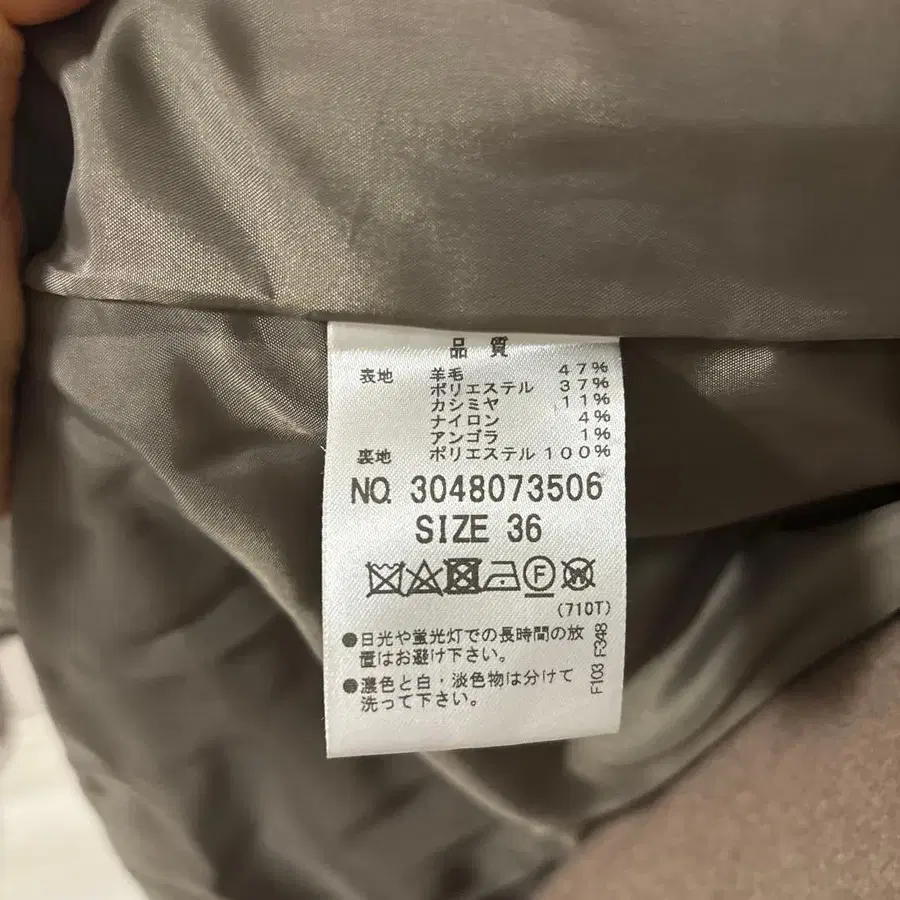 品 質
表地 羊毛 47%
ポリエステル 37%
カシミヤ 11%
ナイロン 4%
アンゴラ 1%
裏地 ポリエステル 100%
NO. 3048073506
SIZE 36
F W
(710T)
●日光や蛍光灯での長時間の放
置はお避け下さい。
●濃色と白・淡色物は分けて
洗って下さい。
F103 F348